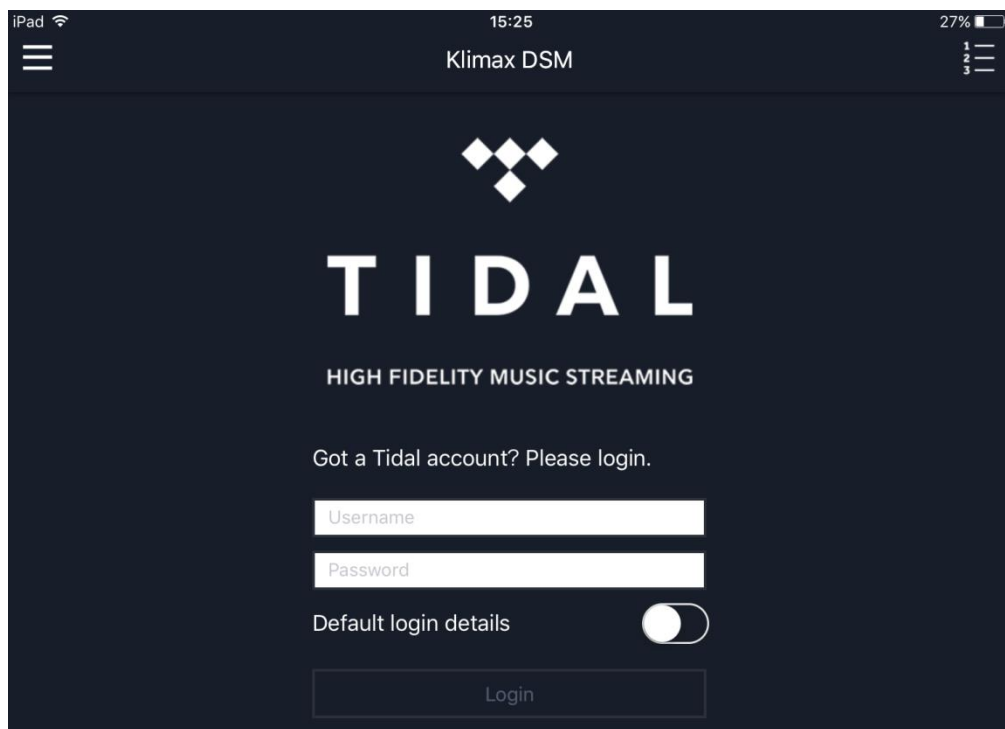 iPad 15:25 27%
Klimax DSM
1
2
3
TIDAL
HIGH FIDELITY MUSIC STREAMING
Got a Tidal account? Please login.
Username
Password
Default login details
Login